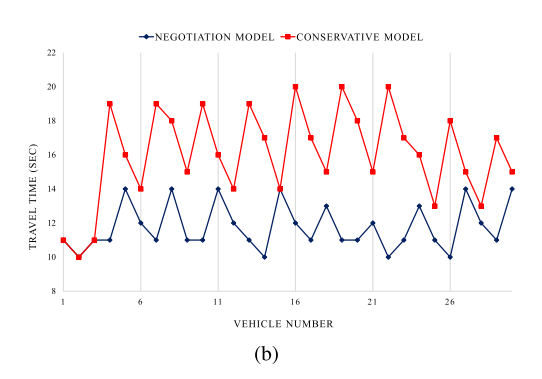 NEGOTIATION MODEL CONSERVATIVE MODEL
22
20
18
16
14
12
10
8
TRAVEL TIME (SEC)
1 6 11 16 21 26
VEHICLE NUMBER
(b)